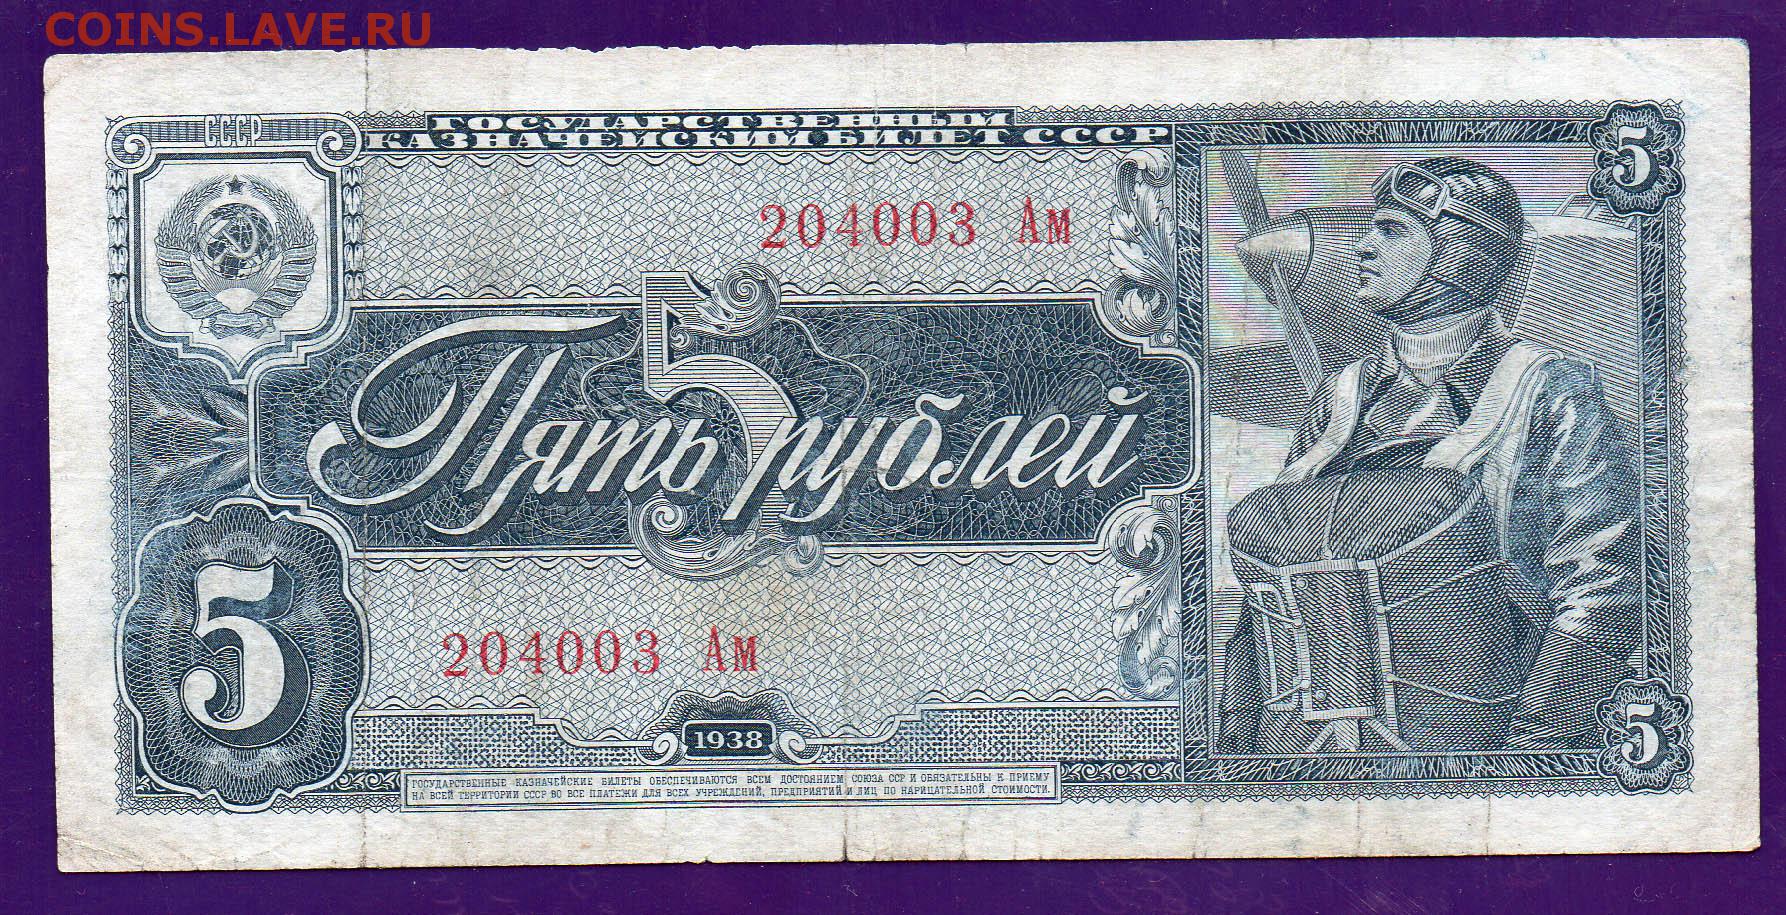 COINS.LAVE.RU
СССР
ГОСУДАРСТВЕННЫЙ
КАЗНАЧЕЙСКИЙ БИЛЕТ СССР
5
204003 Ам
5
Пять рублей
5
204003 Ам
1938
5
ГОСУДАРСТВЕННЫЕ КАЗНАЧЕЙСКИЕ БИЛЕТЫ ОБЕСПЕЧИВАЮТСЯ ВСЕМ ДОСТОЯНИЕМ СОЮЗА ССР И ОБЯЗАТЕЛЬНЫ К ПРИЕМУ
НА ВСЕЙ ТЕРРИТОРИИ СССР ВО ВСЕ ПЛАТЕЖИ ДЛЯ ВСЕХ УЧРЕЖДЕНИЙ, ПРЕДПРИЯТИЙ И ЛИЦ ПО НАРИЦАТЕЛЬНОЙ СТОИМОСТИ.